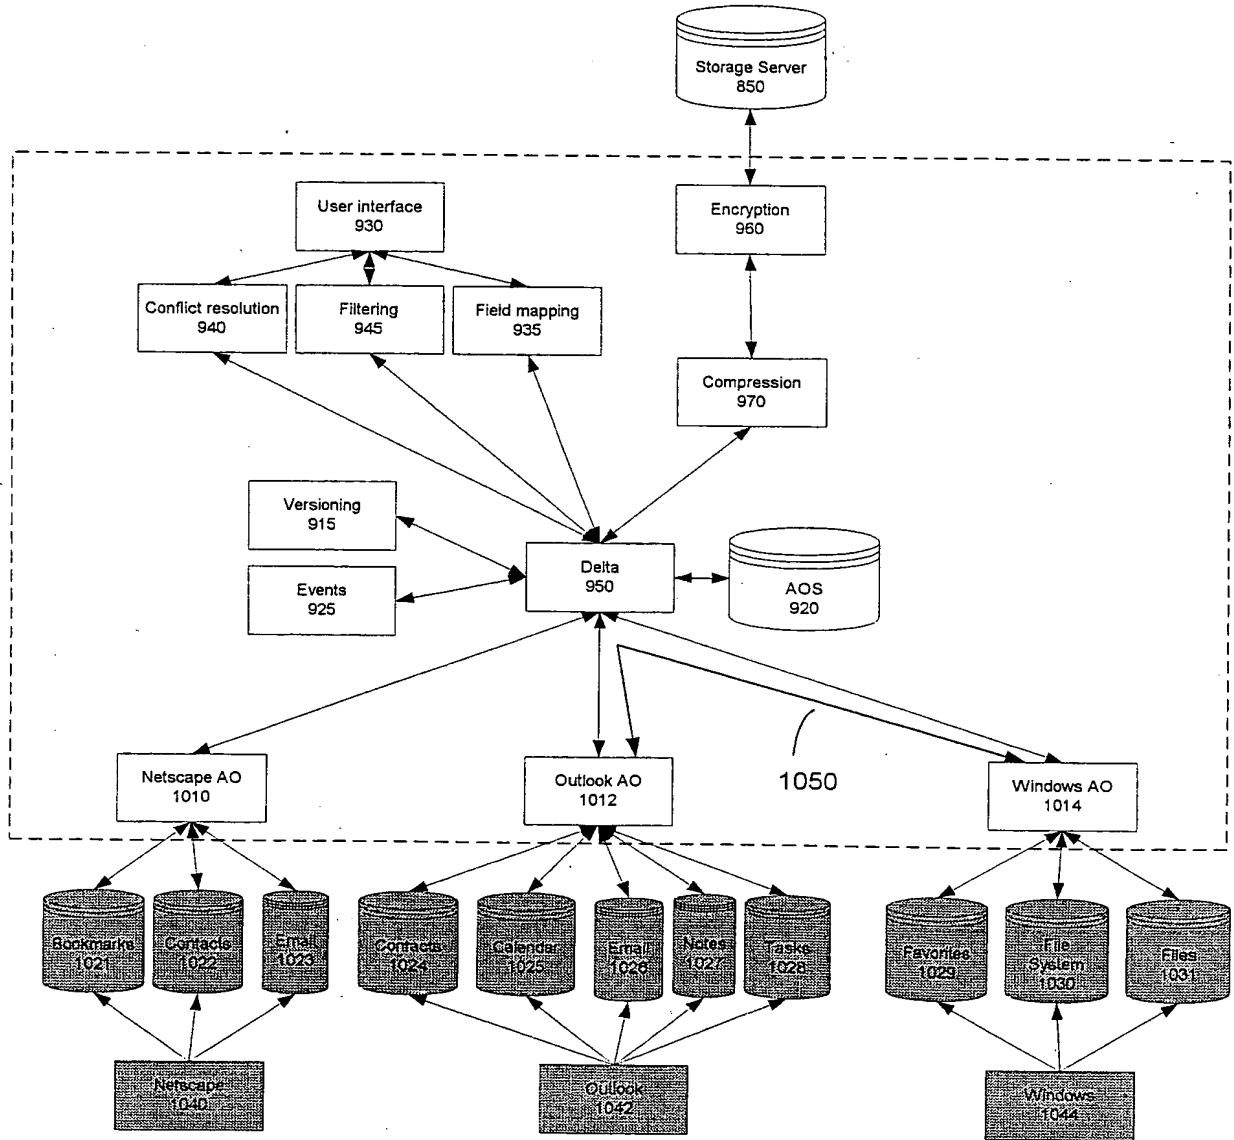 Storage Server
850
User interface
930
Encryption
960
Conflict resolution
940
Filtering
945
Field mapping
935
Compression
970
Versioning
915
Events
925
Delta
950
AOS
920
Netscape AO
1010
Outlook AO
1012
1050
Windows AO
1014
Bookmarks
1021
Contacts
1022
Email
1023
Contacts
1024
Calendar
1025
Email
1026
Notes
1027
Tasks
1028
Favorites
1029
File
System
1030
Files
1031
Netscape
1040
Outlook
1042
Windows
1044